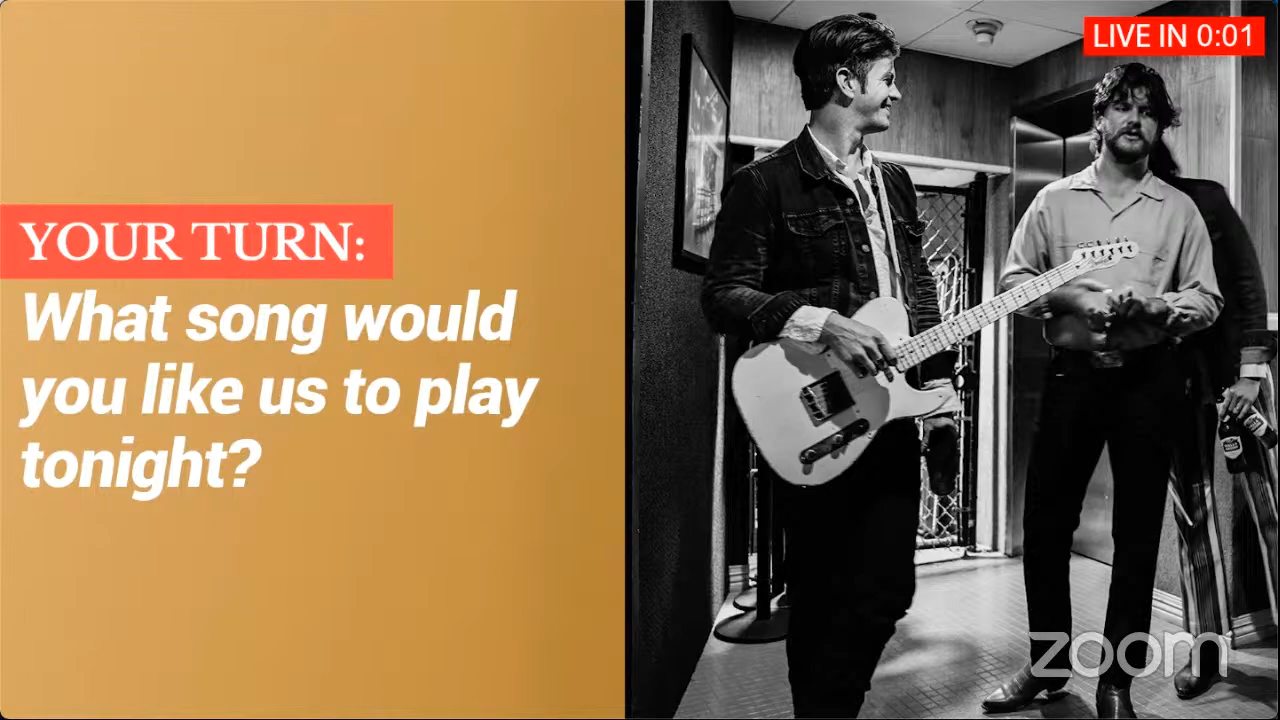 LIVE IN 0:01
YOUR TURN:
What song would
you like us to play
tonight?
zoom